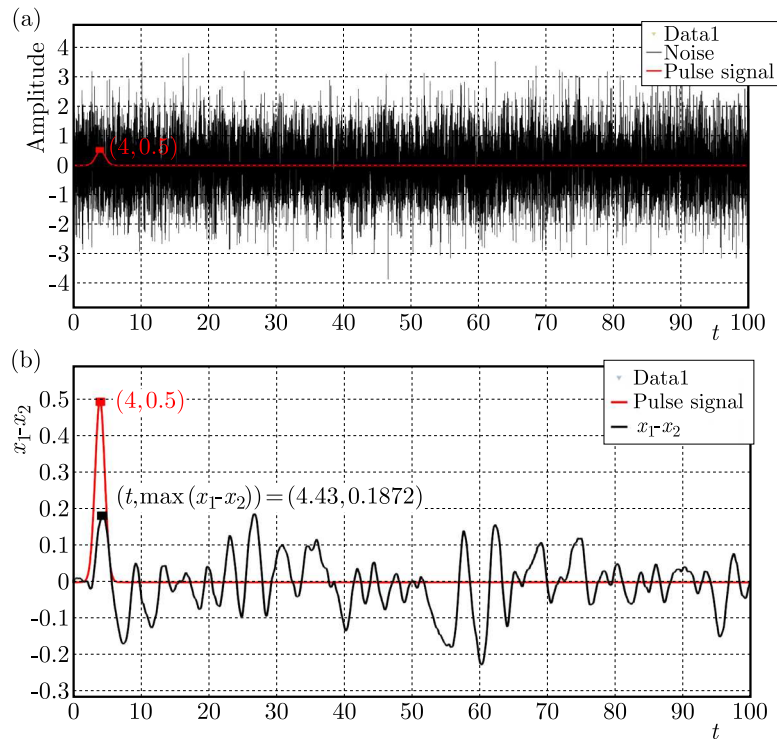 (a)
Amplitude
4
3
2
1
0
-1
-2
-3
-4
Data1
Noise
Pulse signal
(4,0.5)
0 10 20 30 40 50 60 70 80 90 100
t
(b)
x₁-x₂
0.5
0.4
0.3
0.2
0.1
0
-0.1
-0.2
-0.3
Data1
Pulse signal
x₁-x₂
(4,0.5)
(t,max(x₁-x₂))=(4.43,0.1872)
0 10 20 30 40 50 60 70 80 90 100
t